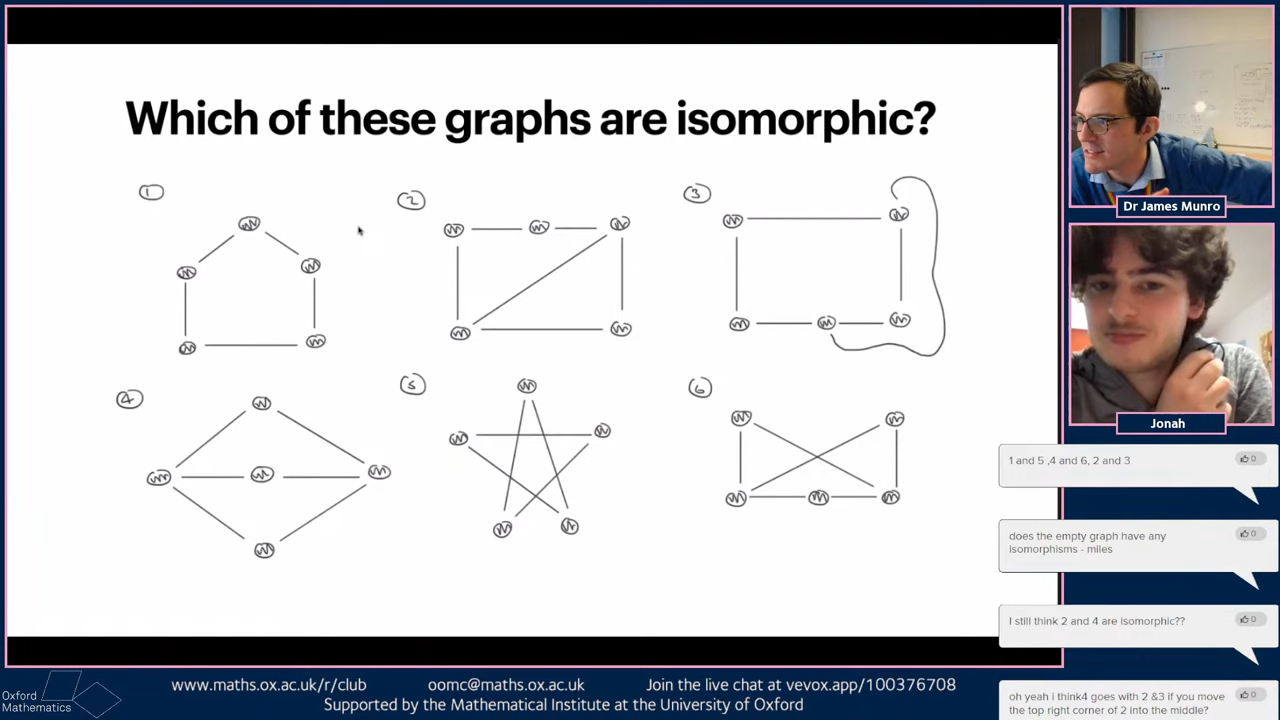 Which of these graphs are isomorphic?
1
2
3
4
5
6
Dr James Munro
Jonah
1 and 5 ,4 and 6, 2 and 3
0
does the empty graph have any
isomorphisms - miles
0
I still think 2 and 4 are isomorphic??
0
oh yeah i think4 goes with 2 &3 if you move
the top right corner of 2 into the middle?
0
Oxford
Mathematics
www.maths.ox.ac.uk/r/club
oomc@maths.ox.ac.uk
Join the live chat at vevox.app/100376708
Supported by the Mathematical Institute at the University of Oxford